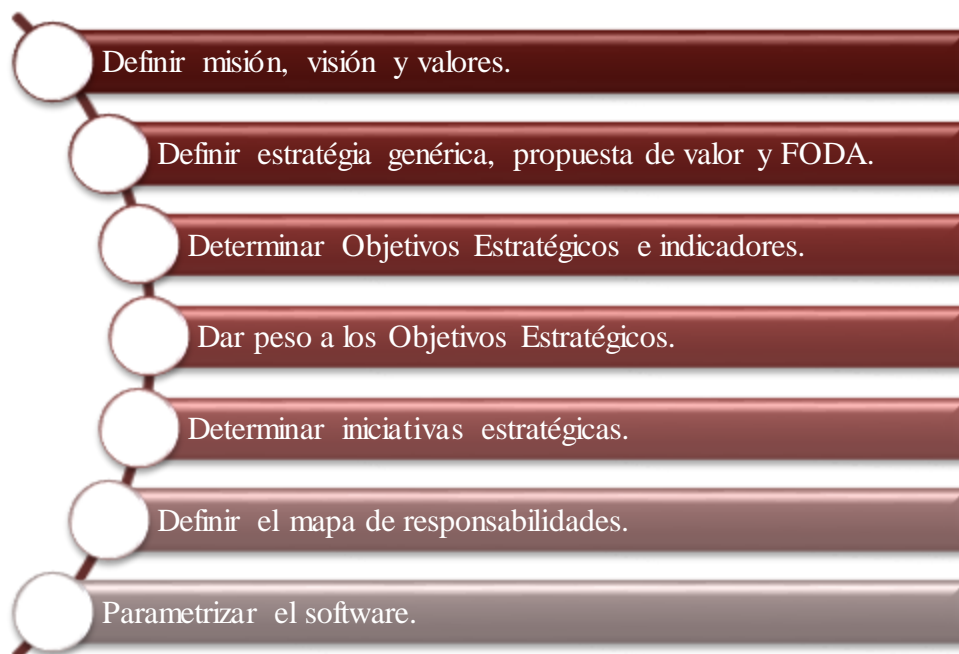 Definir misión, visión y valores.
Definir estratégia genérica, propuesta de valor y FODA.
Determinar Objetivos Estratégicos e indicadores.
Dar peso a los Objetivos Estratégicos.
Determinar iniciativas estratégicas.
Definir el mapa de responsabilidades.
Parametrizar el software.